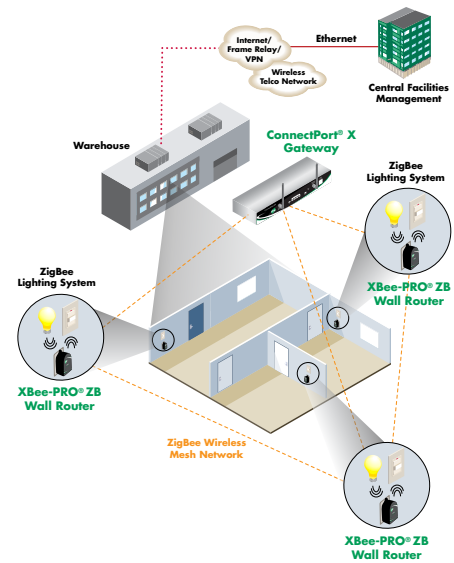 Internet/
Frame Relay/
VPN
Ethernet
Wireless
Telco Network
Central Facilities
Management
Warehouse
ConnectPort® X
Gateway
ZigBee
Lighting System
XBee-PRO® ZB
Wall Router
ZigBee
Lighting System
XBee-PRO® ZB
Wall Router
ZigBee Wireless
Mesh Network
XBee-PRO® ZB
Wall Router